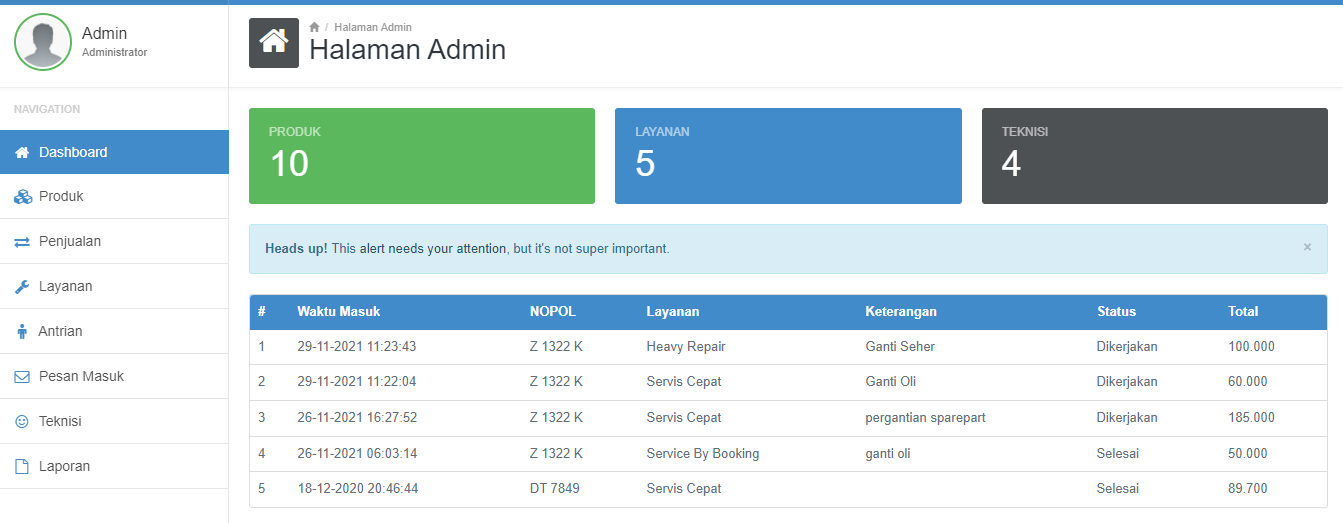 Admin
Administrator
NAVIGATION
Dashboard
Produk
Penjualan
Layanan
Antrian
Pesan Masuk
Teknisi
Laporan
/ Halaman Admin
Halaman Admin
PRODUK
10
LAYANAN
5
TEKNISI
4
Heads up! This alert needs your attention, but it's not super important. ×
# Waktu Masuk NOPOL Layanan Keterangan Status Total
1 29-11-2021 11:23:43 Z 1322 K Heavy Repair Ganti Seher Dikerjakan 100.000
2 29-11-2021 11:22:04 Z 1322 K Servis Cepat Ganti Oli Dikerjakan 60.000
3 26-11-2021 16:27:52 Z 1322 K Servis Cepat pergantian sparepart Dikerjakan 185.000
4 26-11-2021 06:03:14 Z 1322 K Service By Booking ganti oli Selesai 50.000
5 18-12-2020 20:46:44 DT 7849 Servis Cepat Selesai 89.700